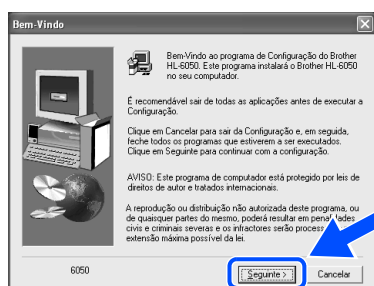 Bem-Vindo
Bem-Vindo ao programa de Configuração do Brother
HL-6050. Este programa instalará o Brother HL-6050
no seu computador.
É recomendável sair de todas as aplicações antes de executar a
Configuração.
Clique em Cancelar para sair da Configuração e, em seguida,
feche todos os programas que estiverem a ser executados.
Clique em Seguinte para continuar com a configuração.
AVISO: Este programa de computador está protegido por leis de
direitos de autor e tratados internacionais.
A reprodução ou distribuição não autorizada deste programa, ou
de quaisquer partes do mesmo, poderá resultar em penalidades
civis e criminais severas e os infractores serão
extensão máxima possível da lei.
6050
Seguinte >
Cancelar